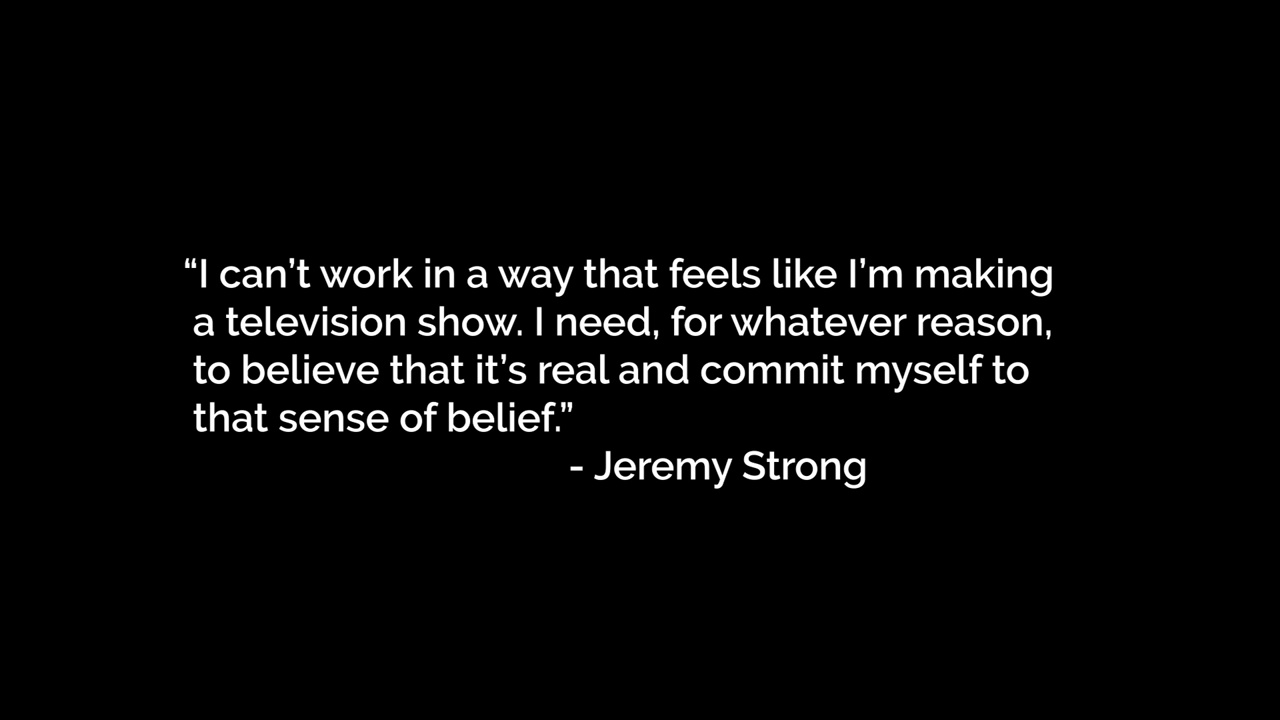 “I can’t work in a way that feels like I’m making
a television show. I need, for whatever reason,
to believe that it’s real and commit myself to
that sense of belief.”
- Jeremy Strong